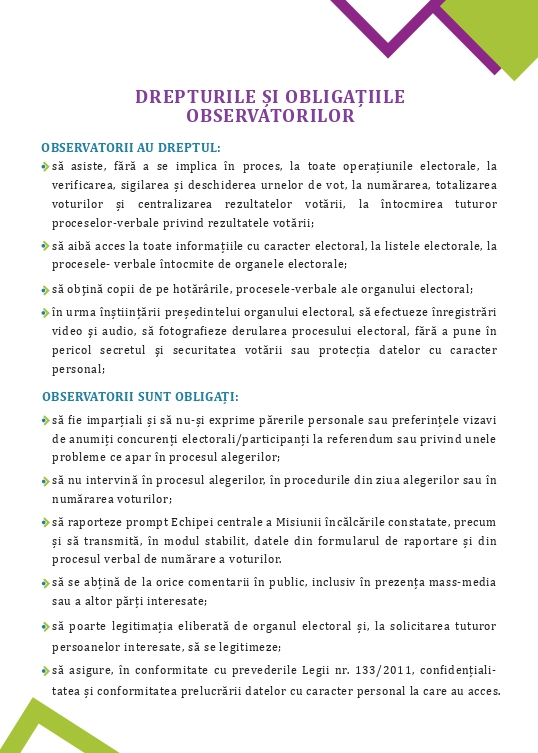 DREPTURILE ȘI OBLIGAȚIILE
OBSERVATORILOR
OBSERVATORII AU DREPTUL:
să asiste, fără a se implica în proces, la toate operațiunile electorale, la
verificarea, sigilarea și deschiderea urnelor de vot, la numărarea, totalizarea
voturilor și centralizarea rezultatelor votării, la întocmirea tuturor
proceselor-verbale privind rezultatele votării;
să aibă acces la toate informațiile cu caracter electoral, la listele electorale, la
procesele- verbale întocmite de organele electorale;
să obțină copii de pe hotărârile, procesele-verbale ale organului electoral;
în urma înștiințării președintelui organului electoral, să efectueze înregistrări
video și audio, să fotografieze derularea procesului electoral, fără a pune în
pericol secretul și securitatea votării sau protecția datelor cu caracter
personal;
OBSERVATORII SUNT OBLIGAȚI:
să fie imparțiali și să nu-și exprime părerile personale sau preferințele vizavi
de anumiți concurenți electorali/participanți la referendum sau privind unele
probleme ce apar în procesul alegerilor;
să nu intervină în procesul alegerilor, în procedurile din ziua alegerilor sau în
numărarea voturilor;
să raporteze prompt Echipei centrale a Misiunii încălcările constatate, precum
și să transmită, în modul stabilit, datele din formularul de raportare și din
procesul verbal de numărare a voturilor.
să se abțină de la orice comentarii în public, inclusiv în prezența mass-media
sau a altor părți interesate;
să poarte legitimația eliberată de organul electoral și, la solicitarea tuturor
persoanelor interesate, să se legitimeze;
să asigure, în conformitate cu prevederile Legii nr. 133/2011, confidențiali-
tatea și conformitatea prelucrării datelor cu caracter personal la care au acces.